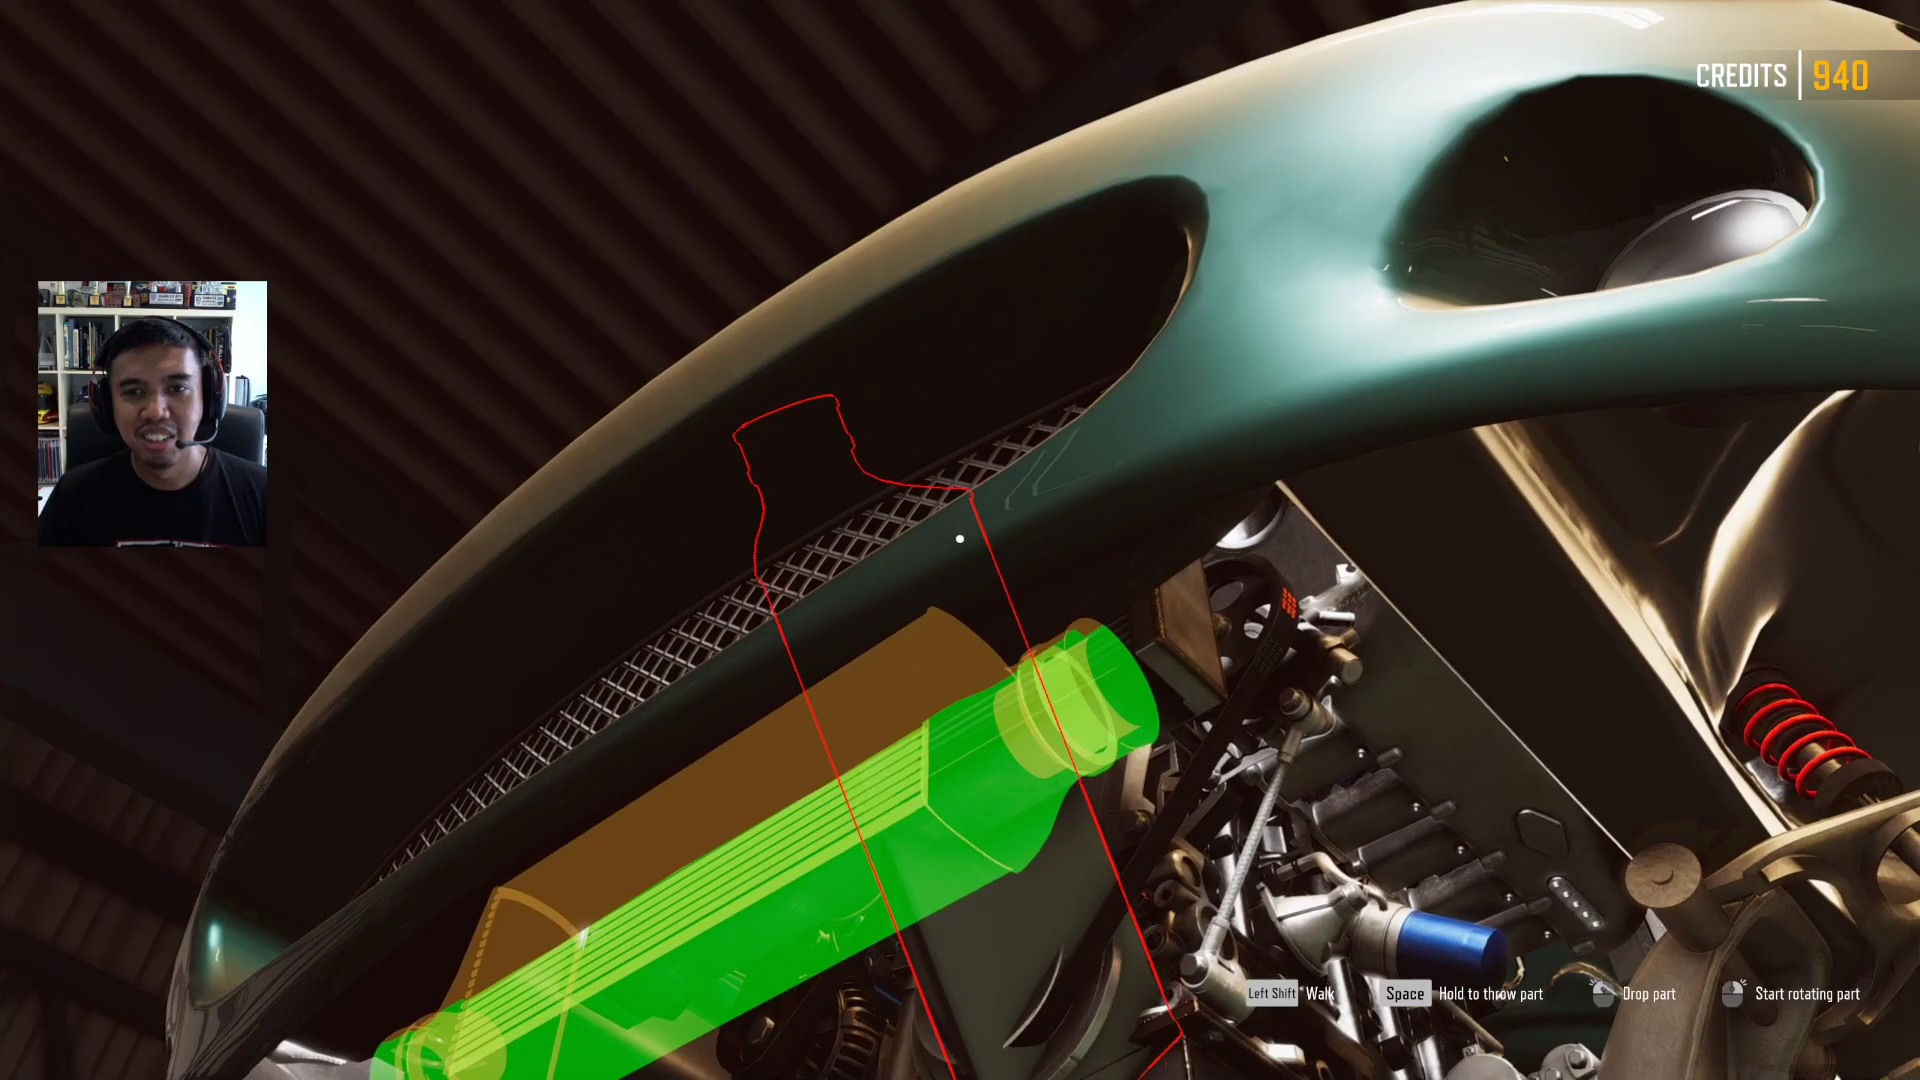 CREDITS 940
Left Shift Walk Space Hold to throw part Drop part Start rotating part